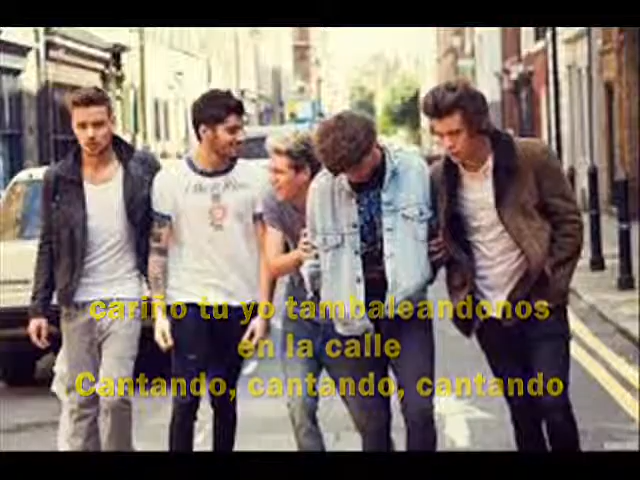 cariño tu yo tambaleandonos
en la calle
Cantando, cantando, cantando